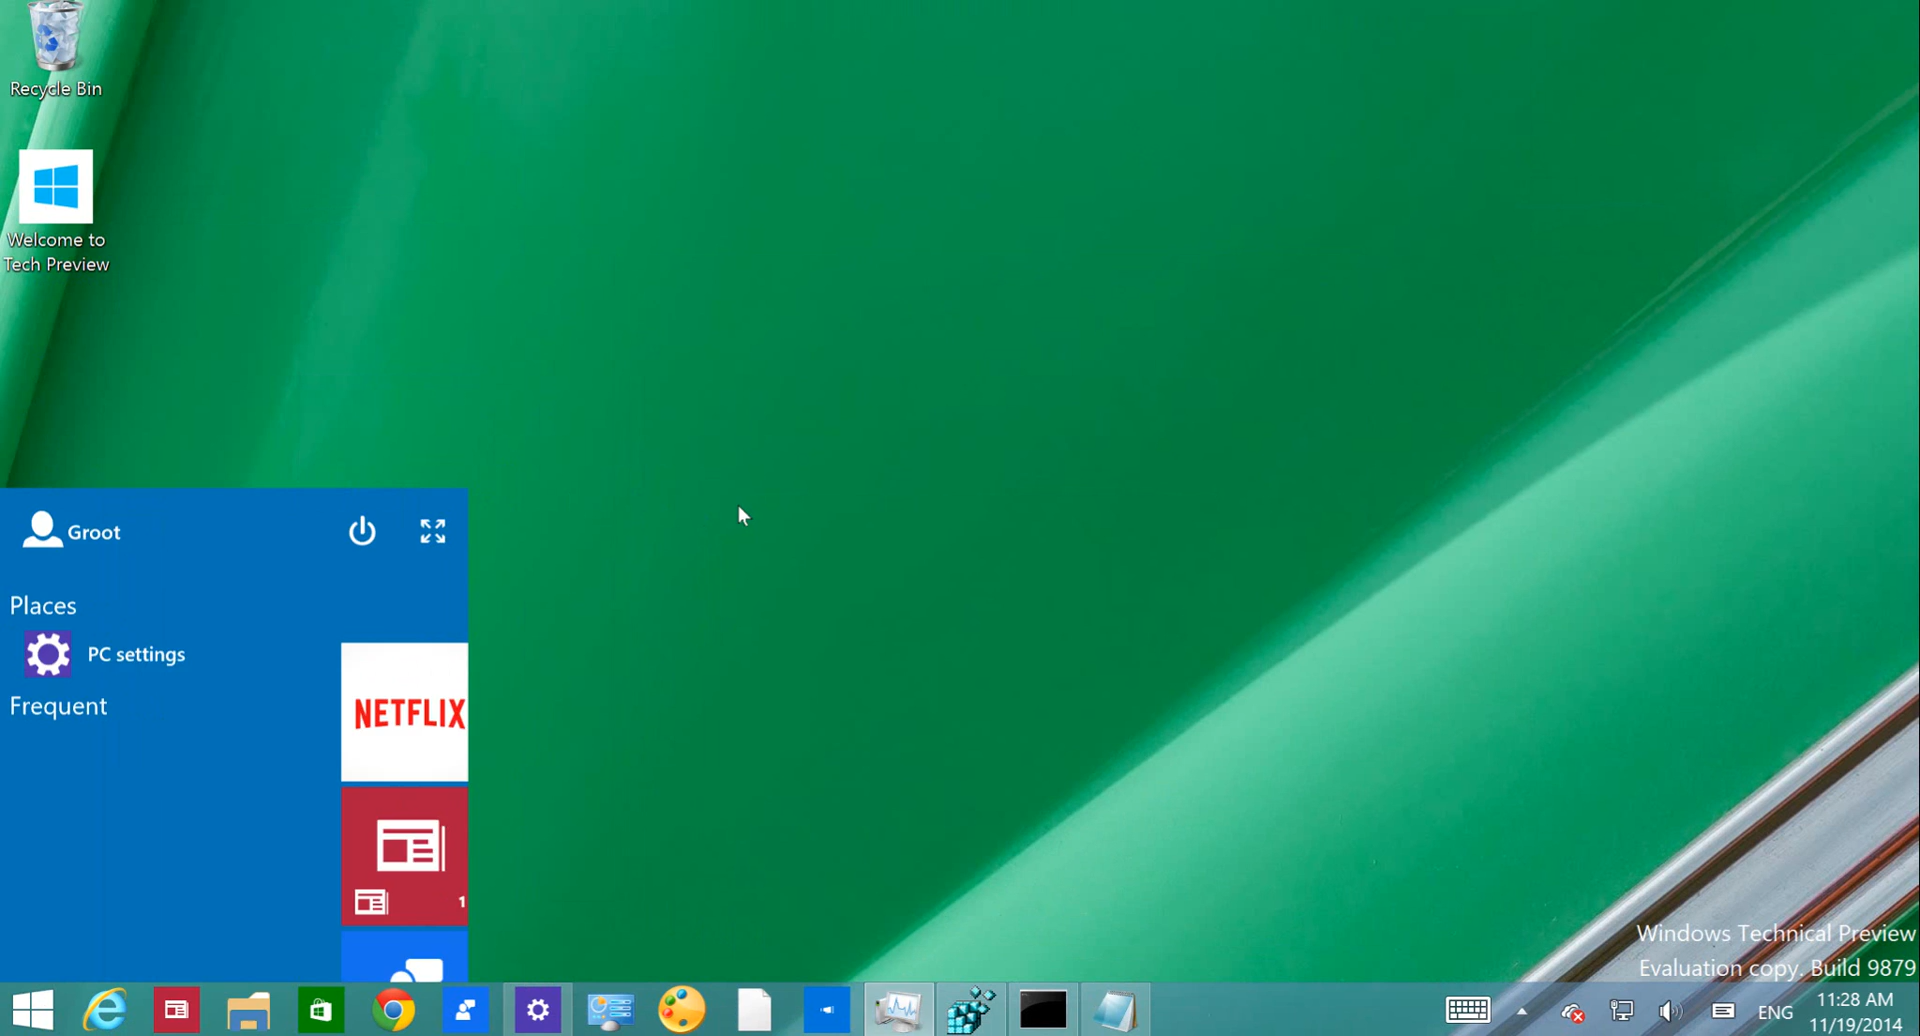 Recycle Bin
Welcome to
Tech Preview
Groot
Places
PC settings
Frequent
NETFLIX
1
Windows Technical Preview
Evaluation copy. Build 9879
ENG
11:28 AM
11/19/2014